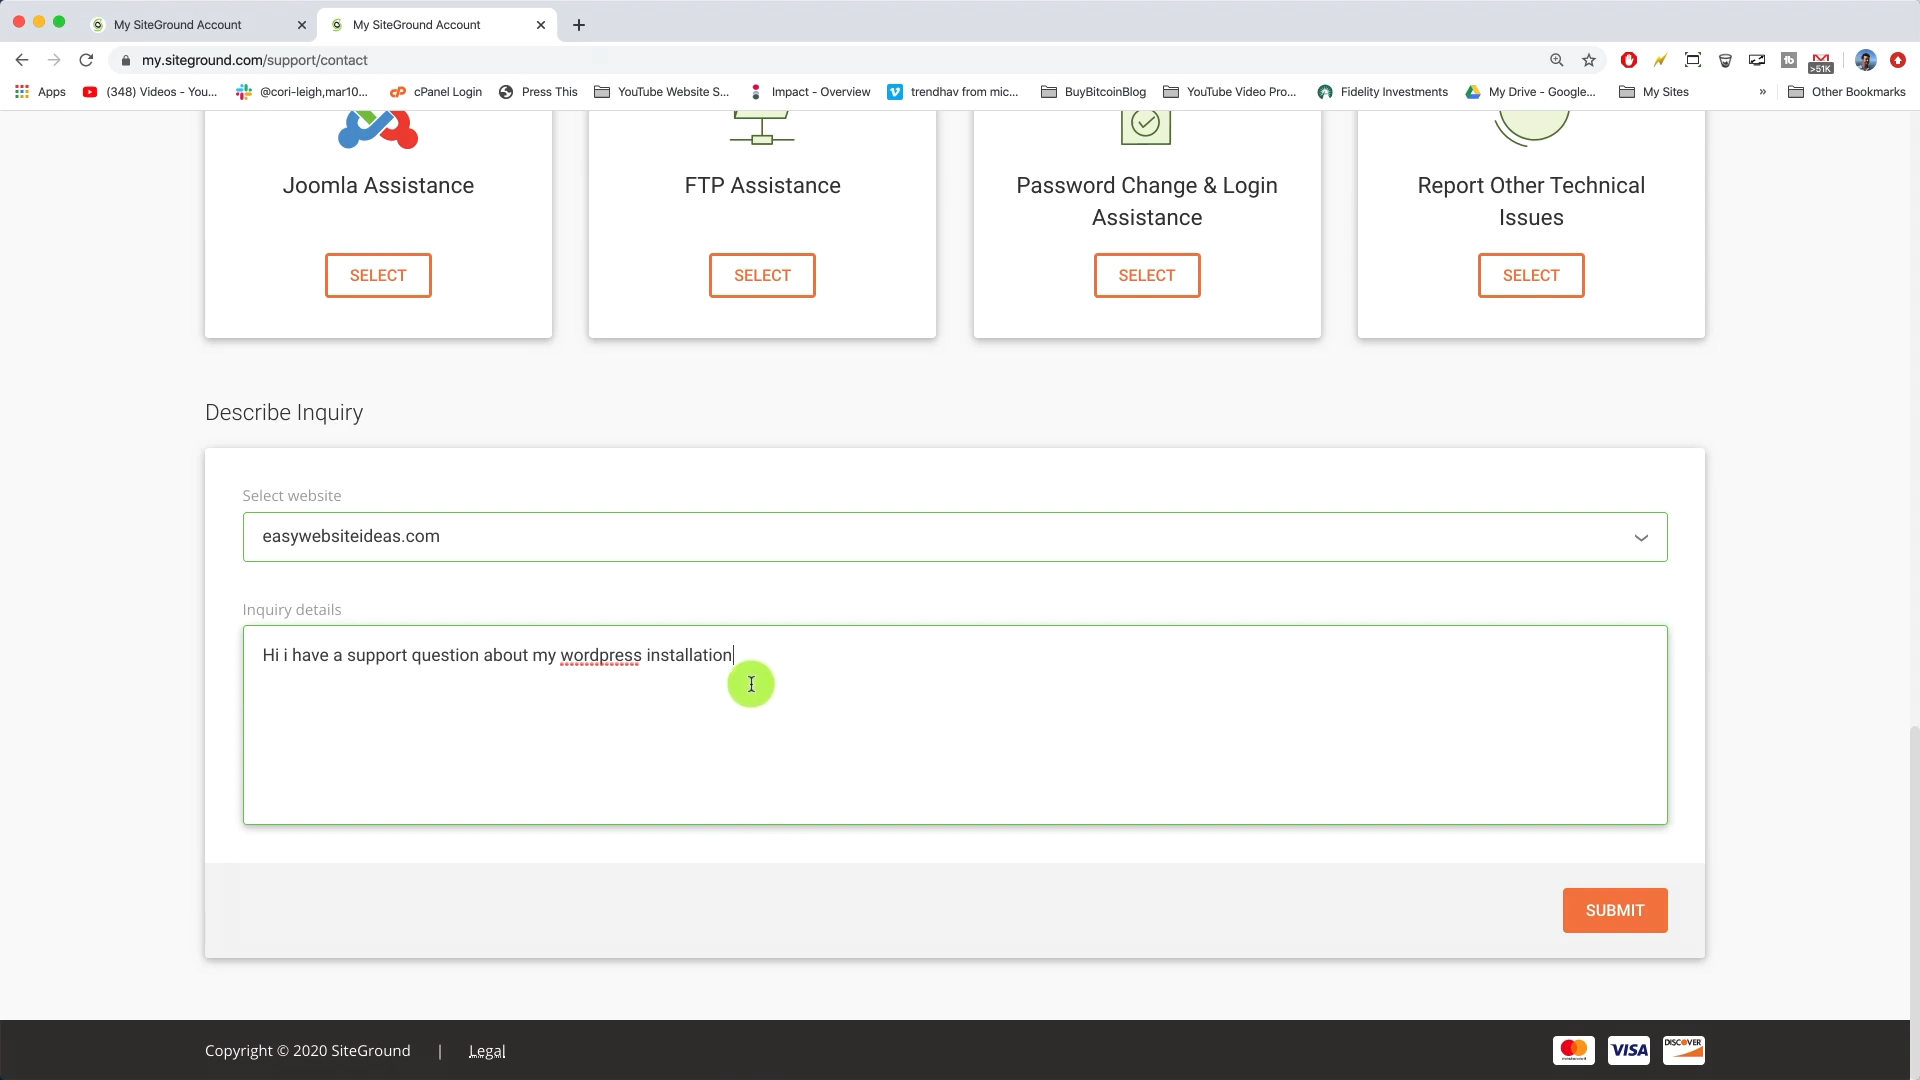 My SiteGround Account
My SiteGround Account
my.siteground.com/support/contact
>51K
Apps
(348) Videos - You...
@cori-leigh,mar10...
cPanel Login
Press This
YouTube Website S...
Impact - Overview
trendhav from mic...
BuyBitcoinBlog
YouTube Video Pro...
Fidelity Investments
My Drive - Google...
My Sites
»
Other Bookmarks
Joomla Assistance
SELECT
FTP Assistance
SELECT
Password Change & Login
Assistance
SELECT
Report Other Technical
Issues
SELECT
Describe Inquiry
Select website
easywebsiteideas.com
Inquiry details
Hi i have a support question about my wordpress installation
SUBMIT
Copyright © 2020 SiteGround | Legal
VISA
DISCOVER